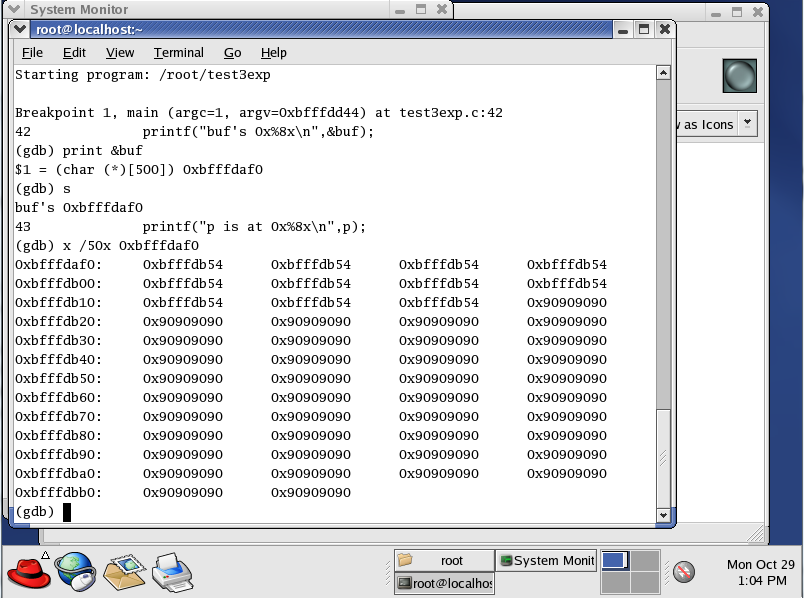 System Monitor
root@localhost:~
File Edit View Terminal Go Help
Starting program: /root/test3exp
Breakpoint 1, main (argc=1, argv=0xbfffdd44) at test3exp.c:42
42              printf("buf's 0x%8x\n",&buf);
(gdb) print &buf
$1 = (char (*)[500]) 0xbfffdaf0
(gdb) s
buf's 0xbfffdaf0
43              printf("p is at 0x%8x\n",p);
(gdb) x /50x 0xbfffdaf0
0xbfffdaf0:     0xbfffdb54      0xbfffdb54      0xbfffdb54      0xbfffdb54
0xbfffdb00:     0xbfffdb54      0xbfffdb54      0xbfffdb54      0xbfffdb54
0xbfffdb10:     0xbfffdb54      0xbfffdb54      0xbfffdb54      0x90909090
0xbfffdb20:     0x90909090      0x90909090      0x90909090      0x90909090
0xbfffdb30:     0x90909090      0x90909090      0x90909090      0x90909090
0xbfffdb40:     0x90909090      0x90909090      0x90909090      0x90909090
0xbfffdb50:     0x90909090      0x90909090      0x90909090      0x90909090
0xbfffdb60:     0x90909090      0x90909090      0x90909090      0x90909090
0xbfffdb70:     0x90909090      0x90909090      0x90909090      0x90909090
0xbfffdb80:     0x90909090      0x90909090      0x90909090      0x90909090
0xbfffdb90:     0x90909090      0x90909090      0x90909090      0x90909090
0xbfffdba0:     0x90909090      0x90909090      0x90909090      0x90909090
0xbfffdbb0:     0x90909090      0x90909090
(gdb)
w as Icons
root
System Monit
root@localhos
Mon Oct 29
1:04 PM